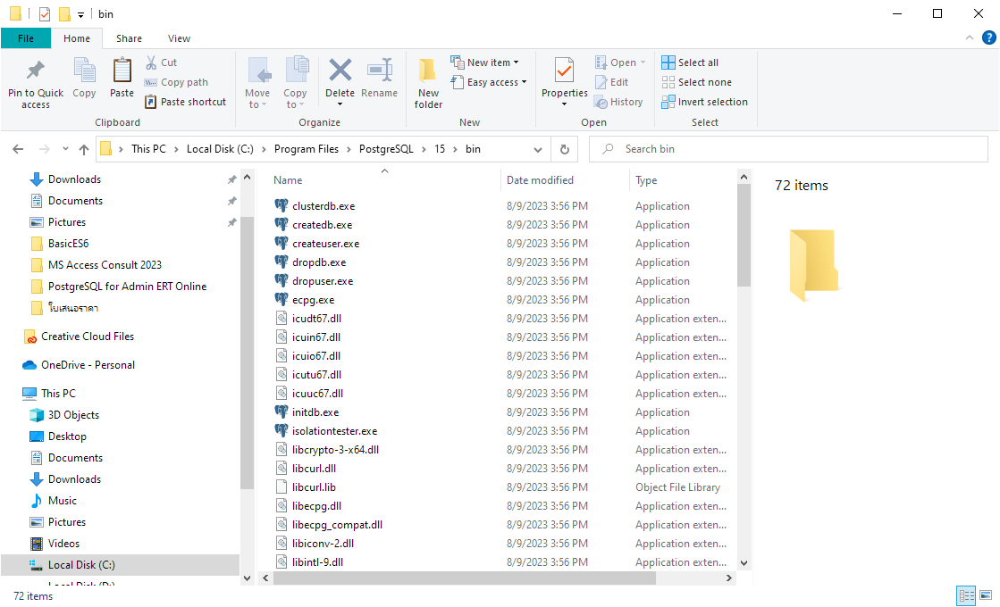 bin
File Home Share View
Pin to Quick access
Copy
Paste
Cut
Copy path
Paste shortcut
Clipboard
Move to
Copy to
Delete
Rename
Organize
New folder
New item
Easy access
New
Properties
Open
Edit
History
Open
Select all
Select none
Invert selection
Select
This PC > Local Disk (C:) > Program Files > PostgreSQL > 15 > bin
Search bin
Downloads
Documents
Pictures
BasicES6
MS Access Consult 2023
PostgreSQL for Admin ERT Online
ใบเสนอราคา
Creative Cloud Files
OneDrive - Personal
This PC
3D Objects
Desktop
Documents
Downloads
Music
Pictures
Videos
Local Disk (C:)
Local Disk (D:)
Name Date modified Type
clusterdb.exe 8/9/2023 3:56 PM Application
createdb.exe 8/9/2023 3:56 PM Application
createuser.exe 8/9/2023 3:56 PM Application
dropdb.exe 8/9/2023 3:56 PM Application
dropuser.exe 8/9/2023 3:56 PM Application
ecpg.exe 8/9/2023 3:56 PM Application
icudt67.dll 8/9/2023 3:56 PM Application exten...
icuin67.dll 8/9/2023 3:56 PM Application exten...
icuio67.dll 8/9/2023 3:56 PM Application exten...
icutu67.dll 8/9/2023 3:56 PM Application exten...
icuuc67.dll 8/9/2023 3:56 PM Application exten...
initdb.exe 8/9/2023 3:56 PM Application
isolationtester.exe 8/9/2023 3:56 PM Application
libcrypto-3-x64.dll 8/9/2023 3:56 PM Application exten...
libcurl.dll 8/9/2023 3:56 PM Application exten...
libcurl.lib 8/9/2023 3:56 PM Object File Library
libecpg.dll 8/9/2023 3:56 PM Application exten...
libecpg_compat.dll 8/9/2023 3:56 PM Application exten...
libiconv-2.dll 8/9/2023 3:56 PM Application exten...
libintl-9.dll 8/9/2023 3:56 PM Application exten...
72 items
72 items